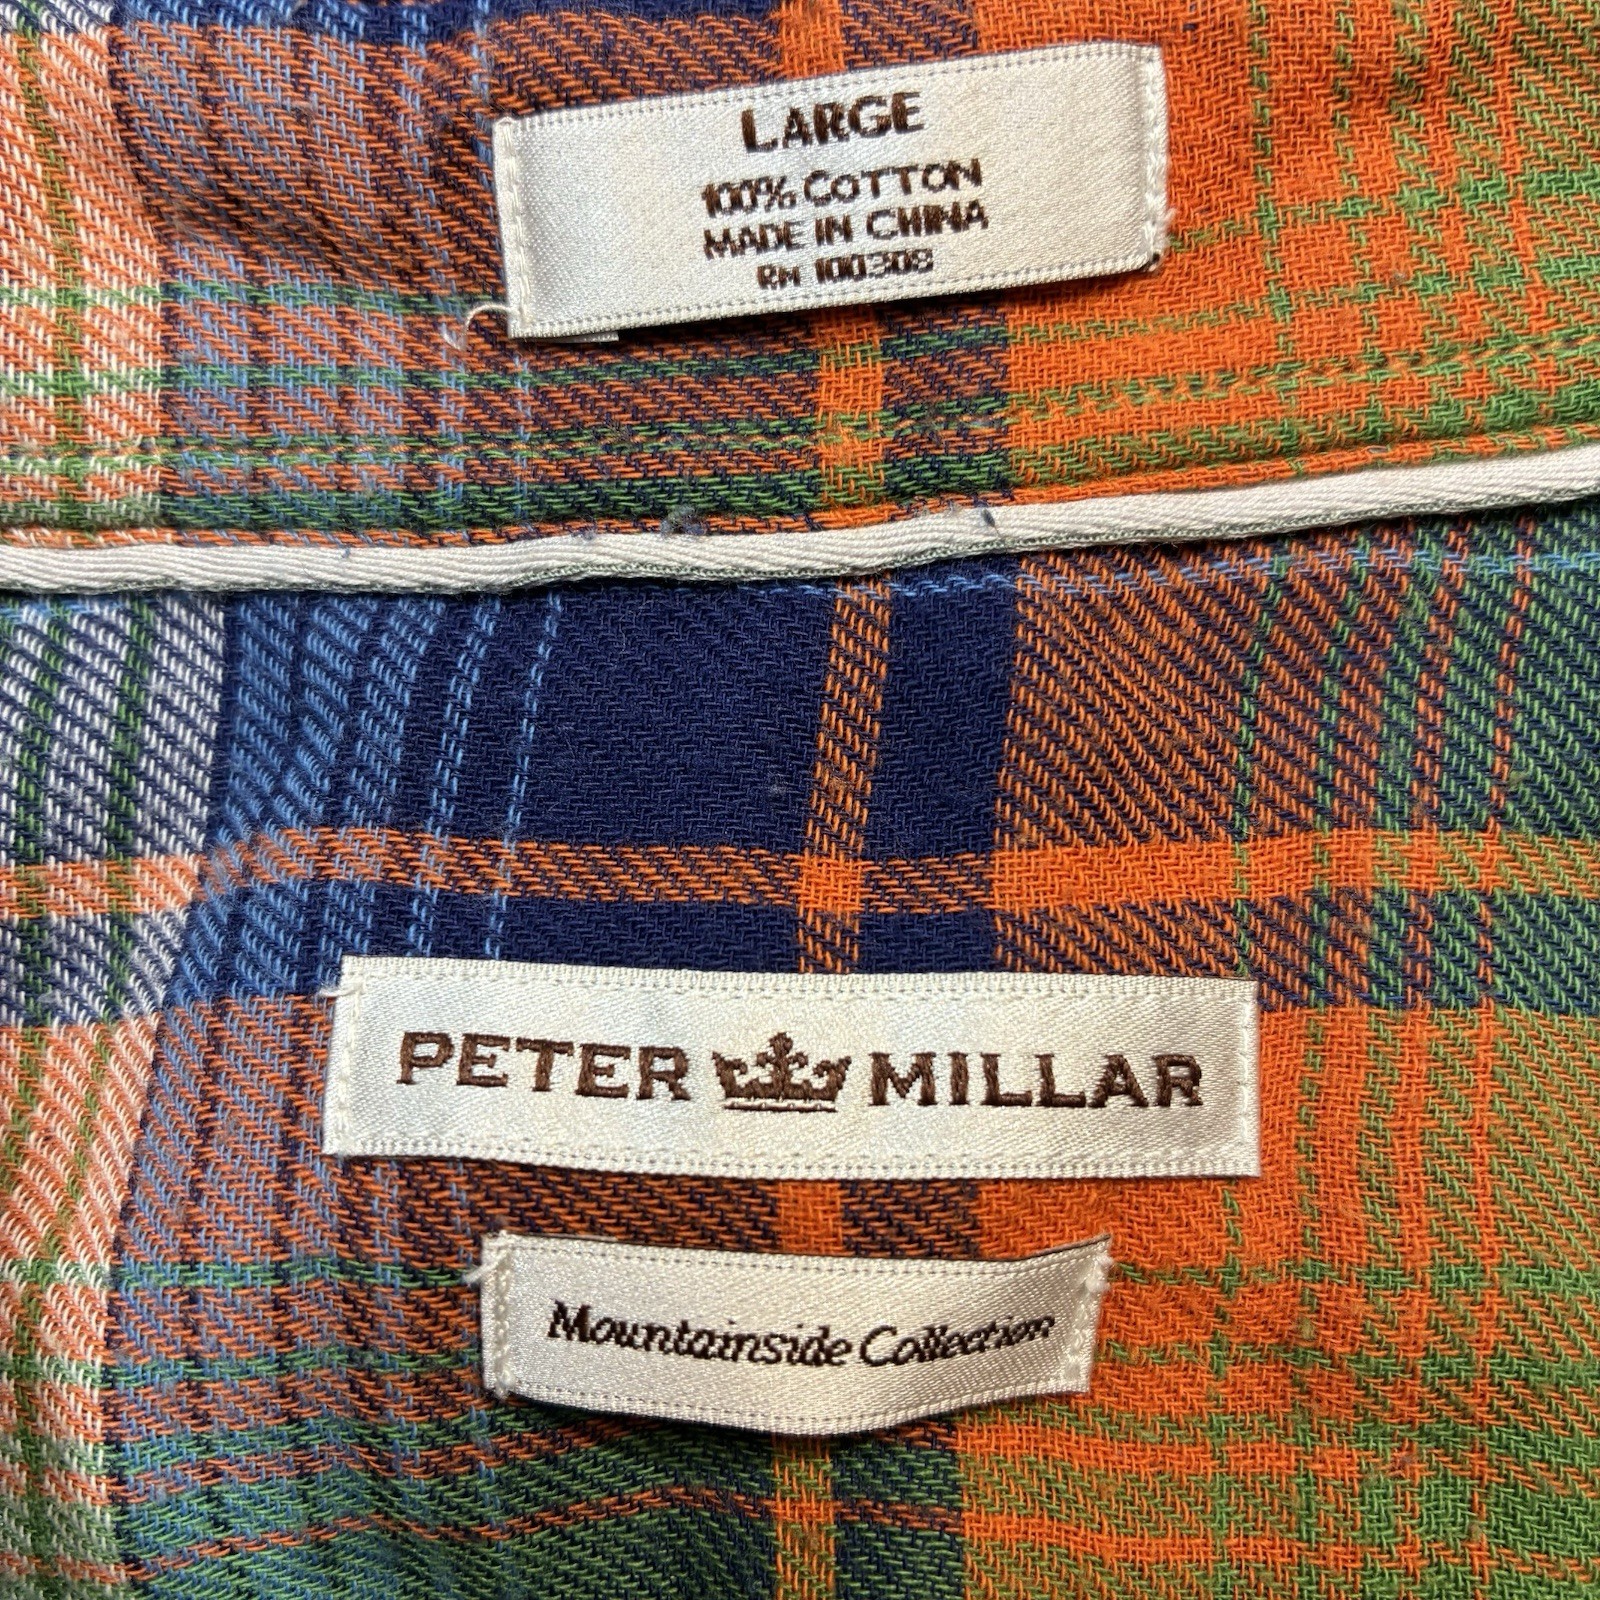 LARGE
100% COTTON
MADE IN CHINA
RN 100308
PETER MILLAR
Mountainside Collection